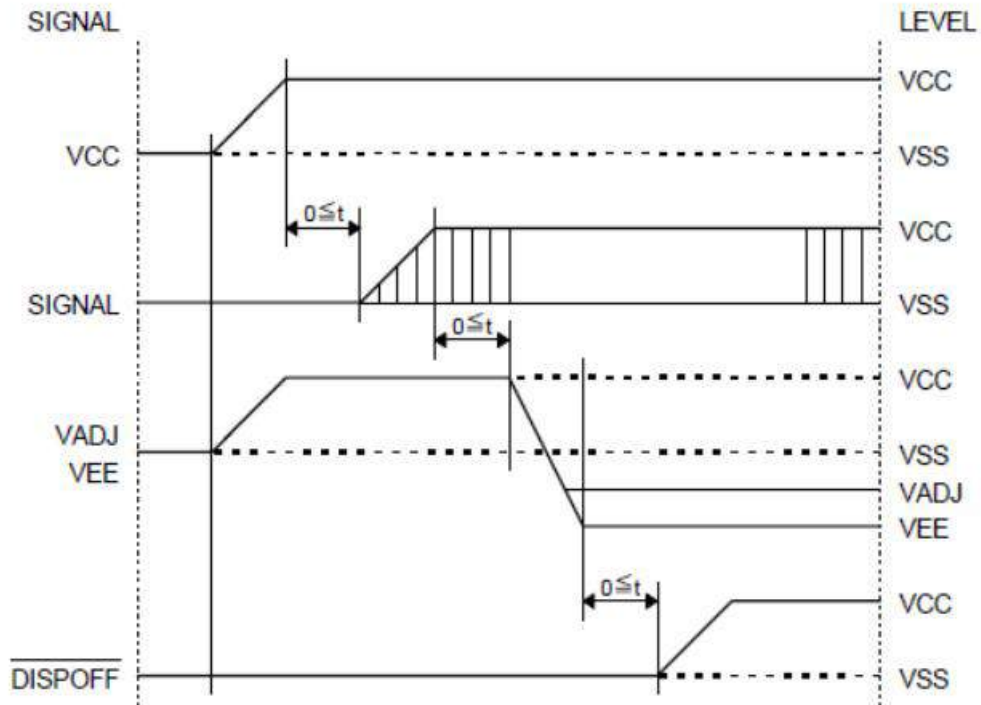 SIGNAL LEVEL
VCC
VCC VSS
0≦t
VCC
SIGNAL VSS
0≦t
VCC
VADJ VSS
VEE
VADJ
VEE
0≦t
VCC
DISPOFF VSS